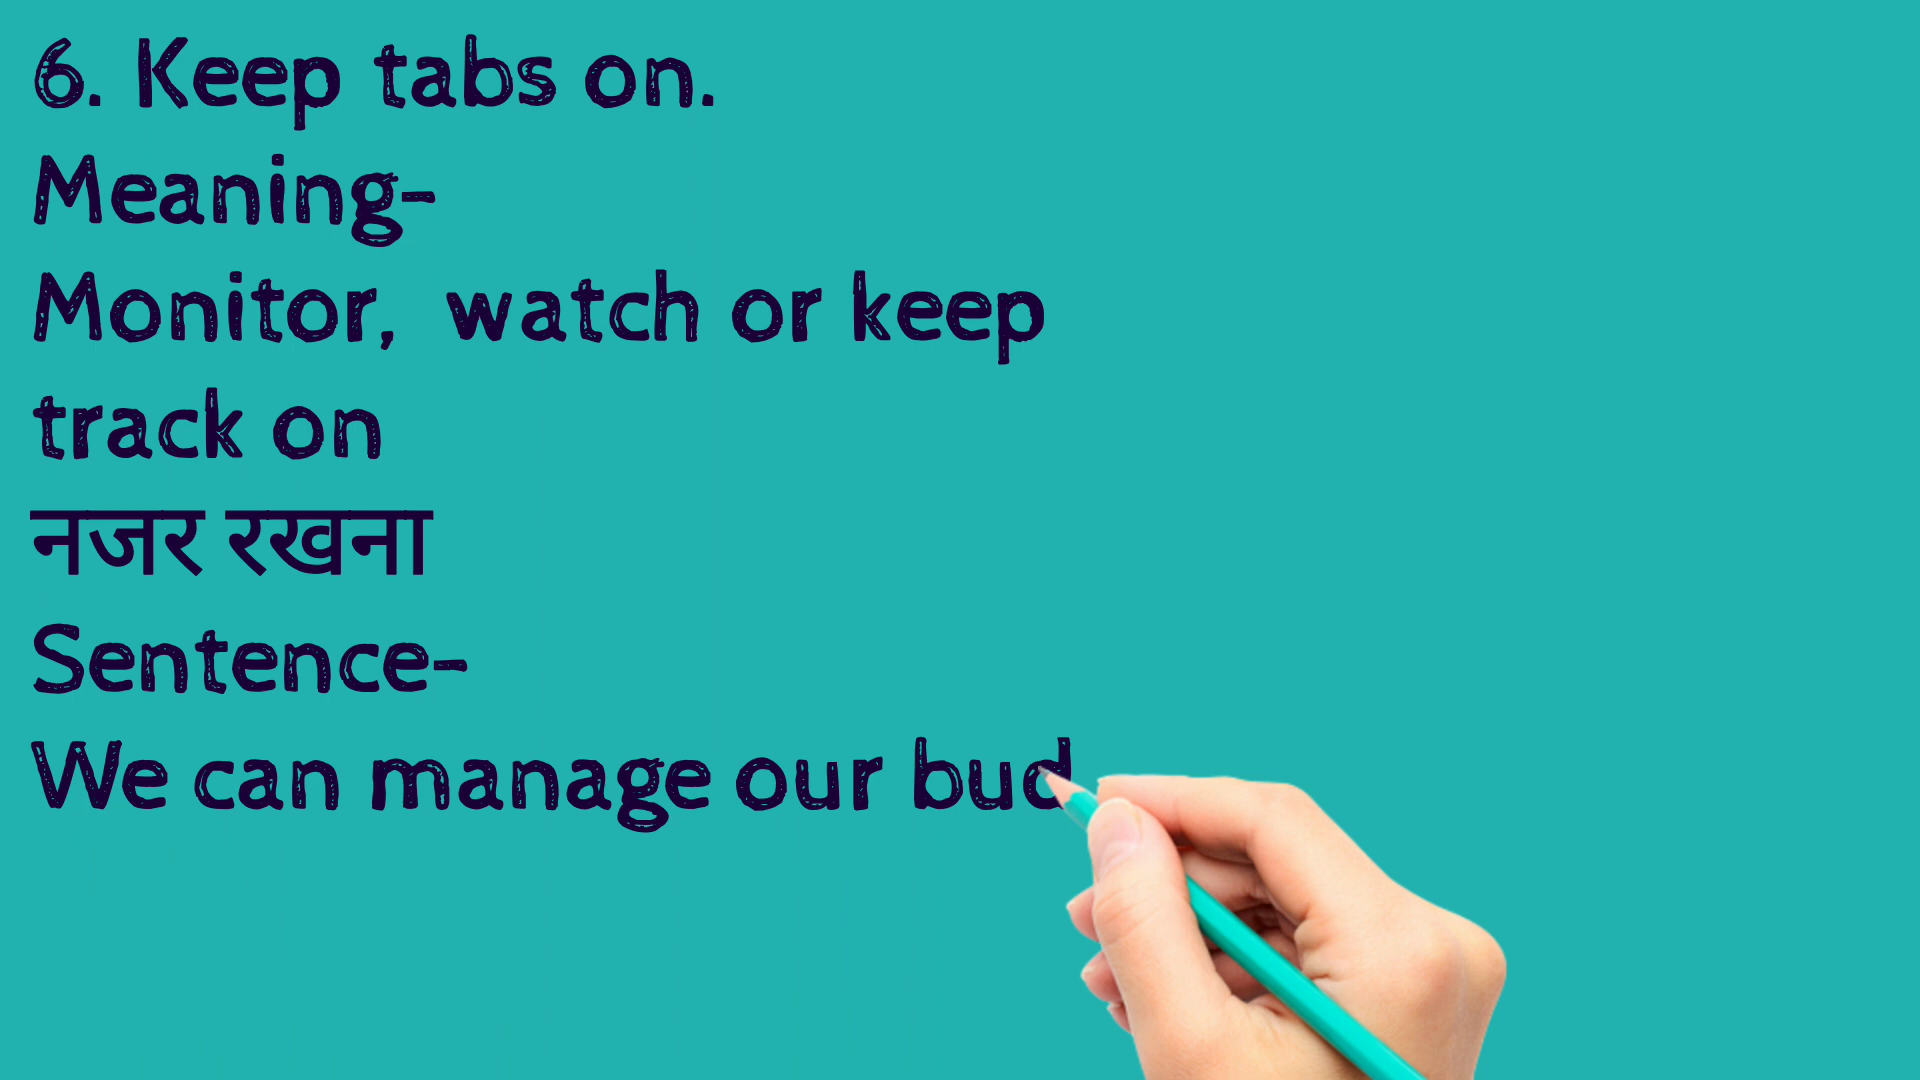 6. Keep tabs on.
Meaning-
Monitor, watch or keep
track on
नजर रखना
Sentence-
We can manage our bud